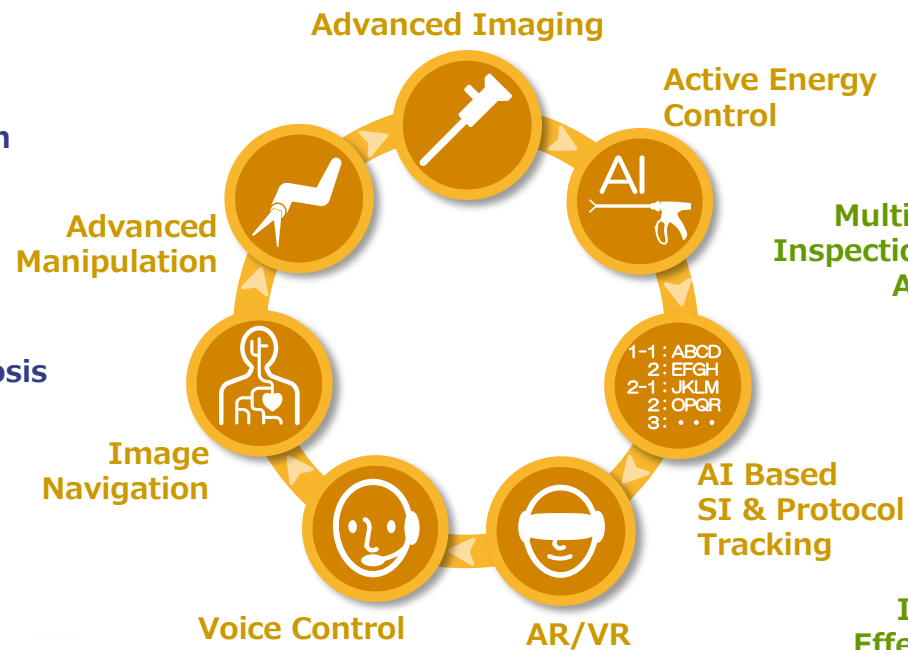 Advanced Imaging
Active Energy
Control
AI
Advanced
Manipulation
Inspectio
1-1：ABCD
2：EFGH
2-1：JKLM
2：OPQR
3：・・・
osis
Image
Navigation
AI Based
SI & Protocol
Tracking
Voice Control
AR/VR
Multi
A
I
Effe
n